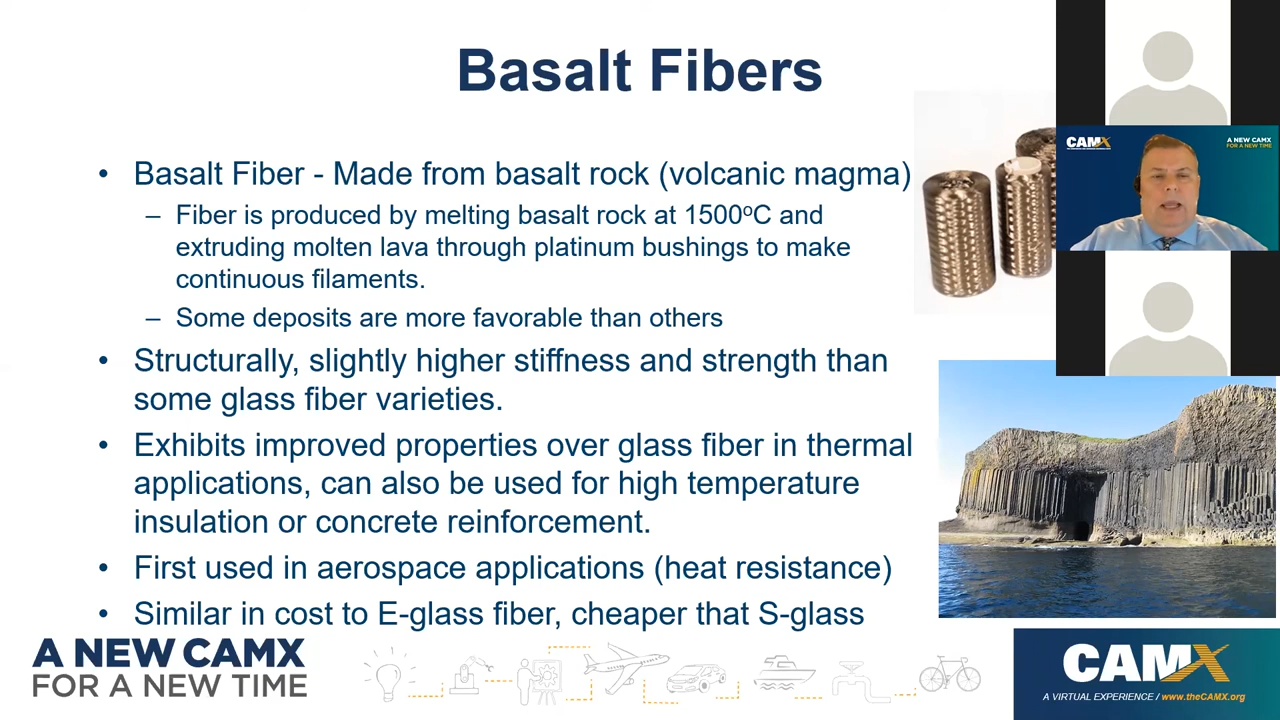 Basalt Fibers
• Basalt Fiber - Made from basalt rock (volcanic magma)
– Fiber is produced by melting basalt rock at 1500ºC and
extruding molten lava through platinum bushings to make
continuous filaments.
– Some deposits are more favorable than others
• Structurally, slightly higher stiffness and strength than
some glass fiber varieties.
• Exhibits improved properties over glass fiber in thermal
applications, can also be used for high temperature
insulation or concrete reinforcement.
• First used in aerospace applications (heat resistance)
• Similar in cost to E-glass fiber, cheaper that S-glass
CAMX
A NEW CAMX
FOR A NEW TIME
A NEW CAMX
FOR A NEW TIME
CAMX
A VIRTUAL EXPERIENCE / www.theCAMX.org